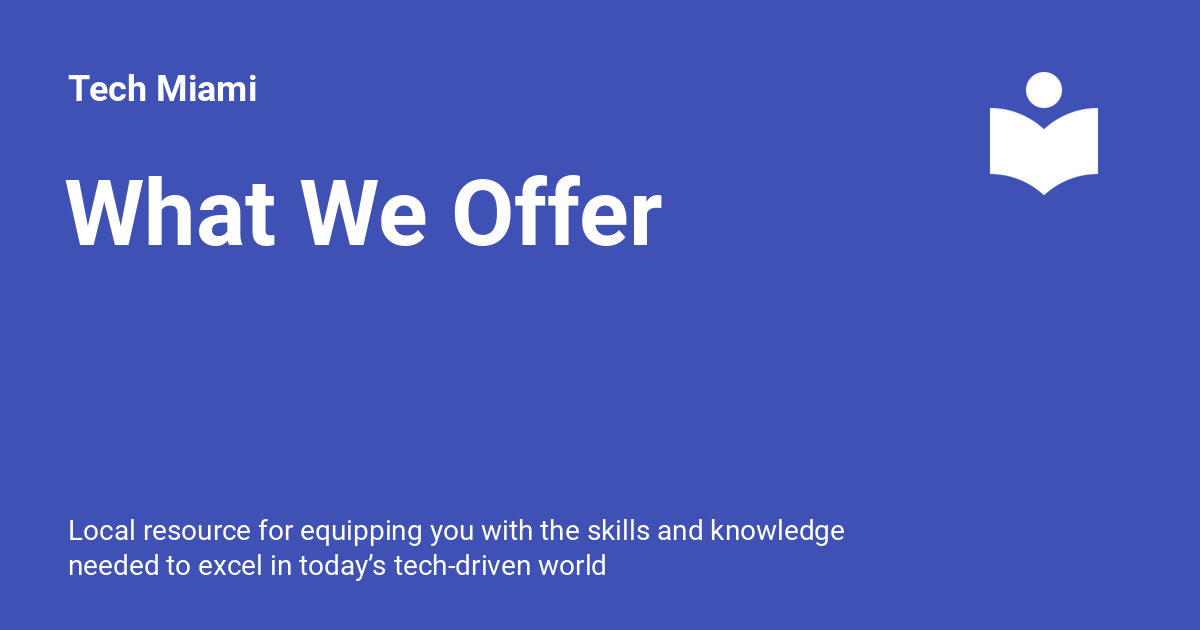 Tech Miami
What We Offer
Local resource for equipping you with the skills and knowledge
needed to excel in today’s tech-driven world